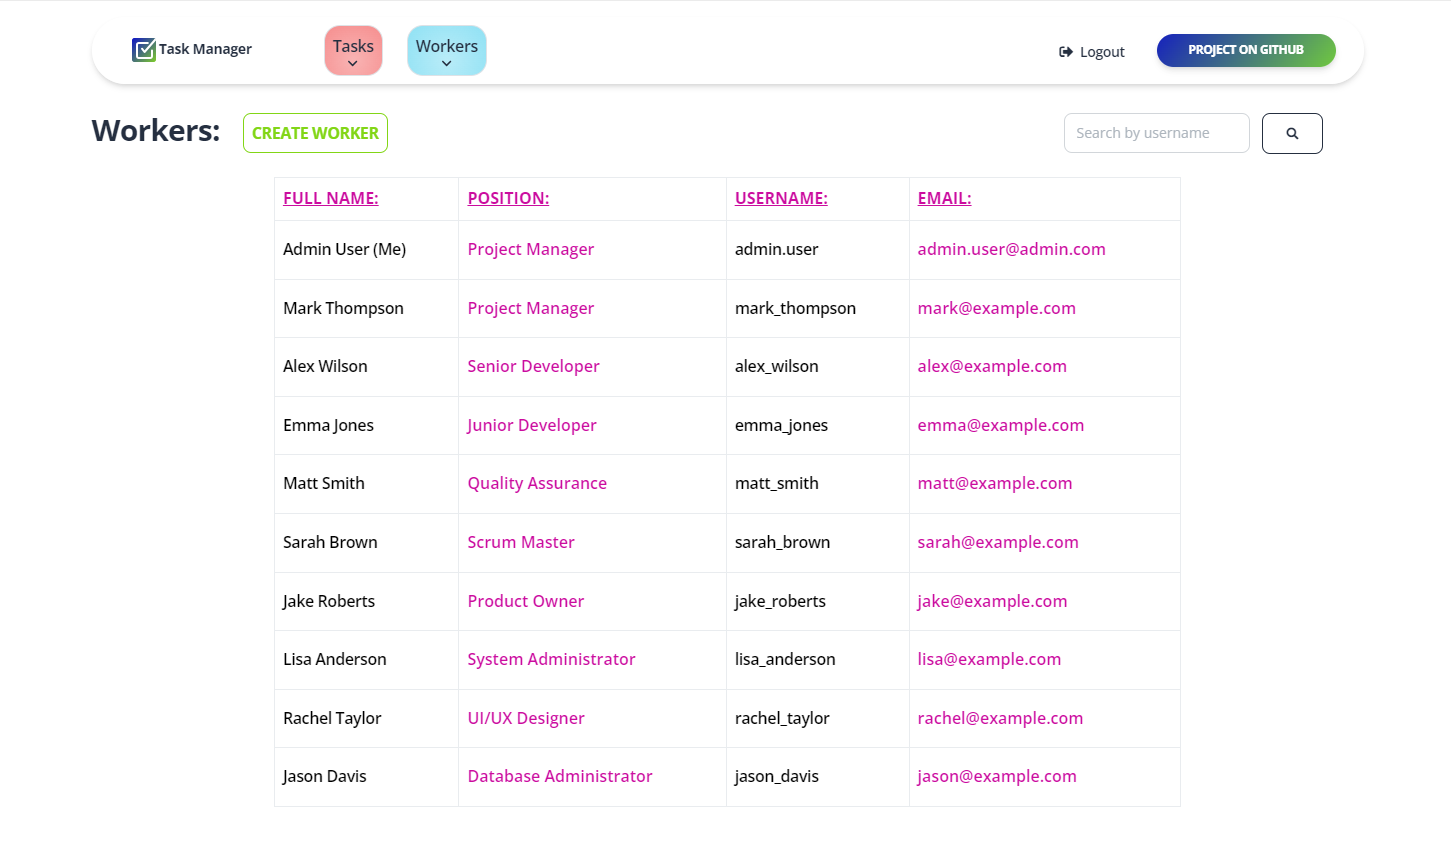 Task Manager
Tasks
Workers
Logout
PROJECT ON GITHUB
Workers:
CREATE WORKER
Search by username
FULL NAME: POSITION: USERNAME: EMAIL:
Admin User (Me) Project Manager admin.user admin.user@admin.com
Mark Thompson Project Manager mark_thompson mark@example.com
Alex Wilson Senior Developer alex_wilson alex@example.com
Emma Jones Junior Developer emma_jones emma@example.com
Matt Smith Quality Assurance matt_smith matt@example.com
Sarah Brown Scrum Master sarah_brown sarah@example.com
Jake Roberts Product Owner jake_roberts jake@example.com
Lisa Anderson System Administrator lisa_anderson lisa@example.com
Rachel Taylor UI/UX Designer rachel_taylor rachel@example.com
Jason Davis Database Administrator jason_davis jason@example.com